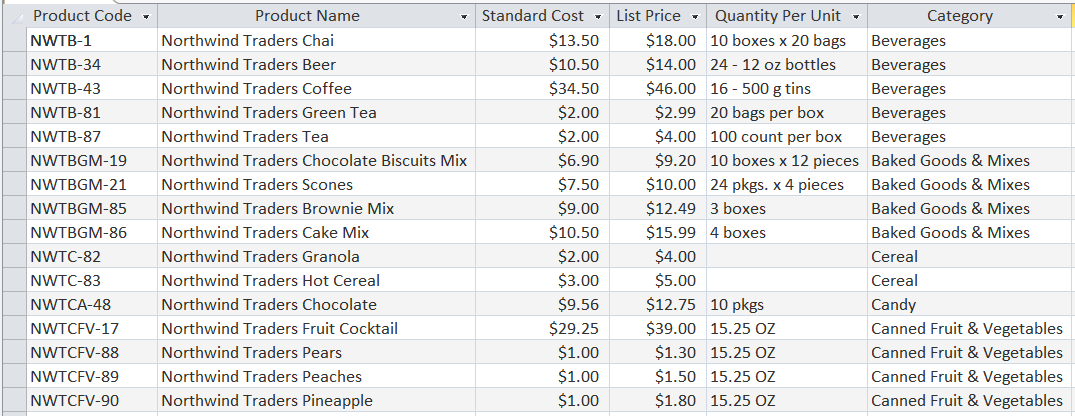 Product Code Product Name Standard Cost List Price Quantity Per Unit Category
NWTB-1 Northwind Traders Chai $13.50 $18.00 10 boxes x 20 bags Beverages
NWTB-34 Northwind Traders Beer $10.50 $14.00 24 - 12 oz bottles Beverages
NWTB-43 Northwind Traders Coffee $34.50 $46.00 16 - 500 g tins Beverages
NWTB-81 Northwind Traders Green Tea $2.00 $2.99 20 bags per box Beverages
NWTB-87 Northwind Traders Tea $2.00 $4.00 100 count per box Beverages
NWTBGM-19 Northwind Traders Chocolate Biscuits Mix $6.90 $9.20 10 boxes x 12 pieces Baked Goods & Mixes
NWTBGM-21 Northwind Traders Scones $7.50 $10.00 24 pkgs. x 4 pieces Baked Goods & Mixes
NWTBGM-85 Northwind Traders Brownie Mix $9.00 $12.49 3 boxes Baked Goods & Mixes
NWTBGM-86 Northwind Traders Cake Mix $10.50 $15.99 4 boxes Baked Goods & Mixes
NWTC-82 Northwind Traders Granola $2.00 $4.00 Cereal
NWTC-83 Northwind Traders Hot Cereal $3.00 $5.00 Cereal
NWTCA-48 Northwind Traders Chocolate $9.56 $12.75 10 pkgs Candy
NWTCFV-17 Northwind Traders Fruit Cocktail $29.25 $39.00 15.25 OZ Canned Fruit & Vegetables
NWTCFV-88 Northwind Traders Pears $1.00 $1.30 15.25 OZ Canned Fruit & Vegetables
NWTCFV-89 Northwind Traders Peaches $1.00 $1.50 15.25 OZ Canned Fruit & Vegetables
NWTCFV-90 Northwind Traders Pineapple $1.00 $1.80 15.25 OZ Canned Fruit & Vegetables